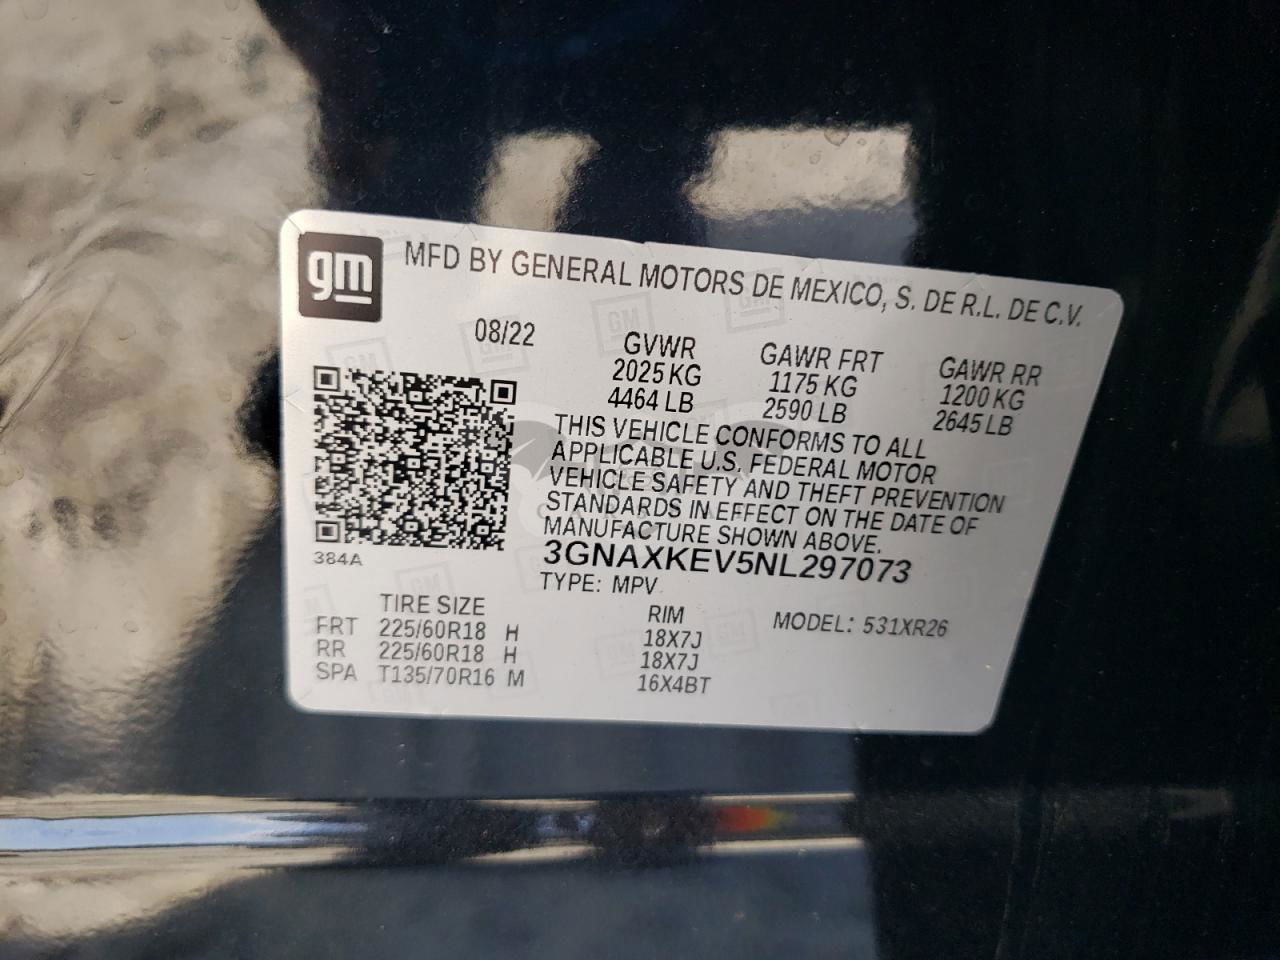 gm
MFD BY GENERAL MOTORS DE MEXICO, S. DE R.L. DE C.V.
08/22
GVWR GAWR FRT GAWR RR
2025 KG 1175 KG 1200 KG
4464 LB 2590 LB 2645 LB
THIS VEHICLE CONFORMS TO ALL
APPLICABLE U.S. FEDERAL MOTOR
VEHICLE SAFETY AND THEFT PREVENTION
STANDARDS IN EFFECT ON THE DATE OF
MANUFACTURE SHOWN ABOVE.
3GNAXKEV5NL297073
384A
TYPE: MPV
TIRE SIZE RIM MODEL: 531XR26
FRT 225/60R18 H 18X7J
RR 225/60R18 H 18X7J
SPA T135/70R16 M 16X4BT